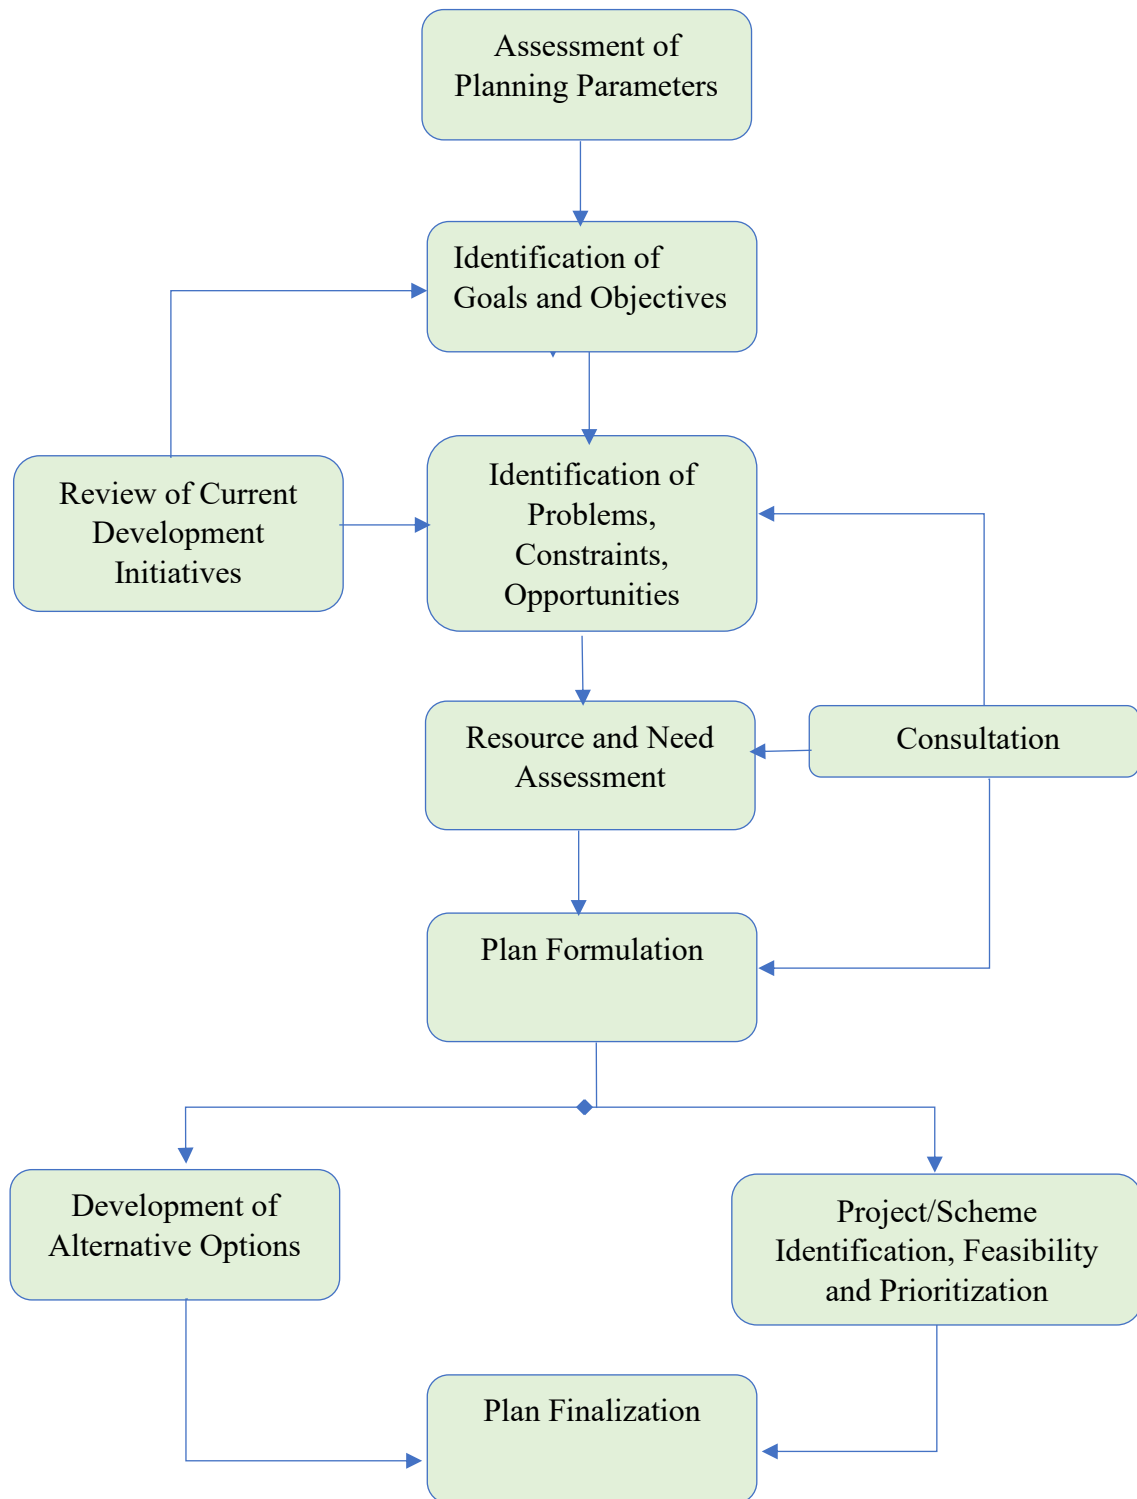 Assessment of
Planning Parameters
Identification of
Goals and Objectives
Review of Current
Development
Initiatives
Identification of
Problems,
Constraints,
Opportunities
Resource and Need
Assessment
Consultation
Plan Formulation
Development of
Alternative Options
Project/Scheme
Identification, Feasibility
and Prioritization
Plan Finalization